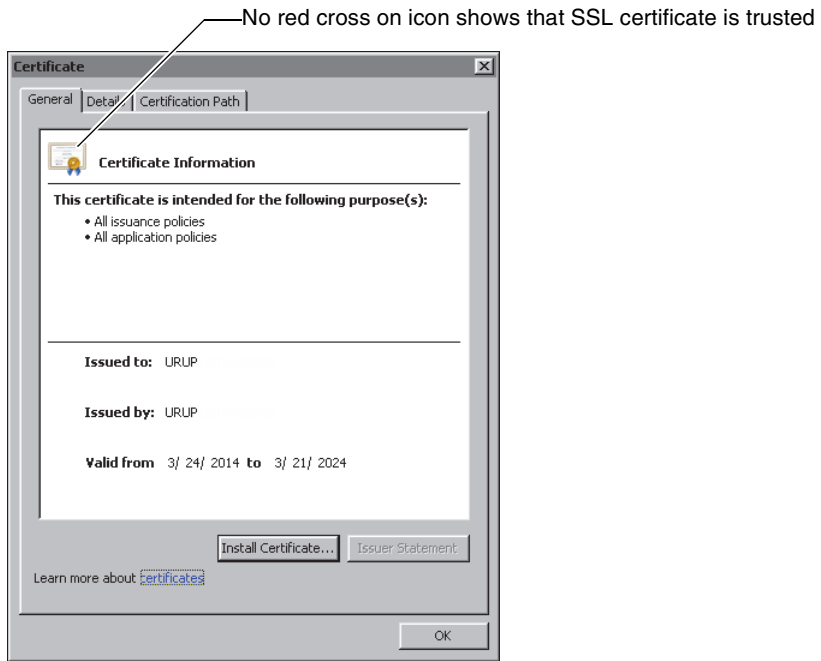 No red cross on icon shows that SSL certificate is trusted
Certificate
General Details Certification Path
Certificate Information
This certificate is intended for the following purpose(s):
• All issuance policies
• All application policies
Issued to: URUP
Issued by: URUP
Valid from 3/ 24/ 2014 to 3/ 21/ 2024
Install Certificate... Issuer Statement
Learn more about certificates
OK